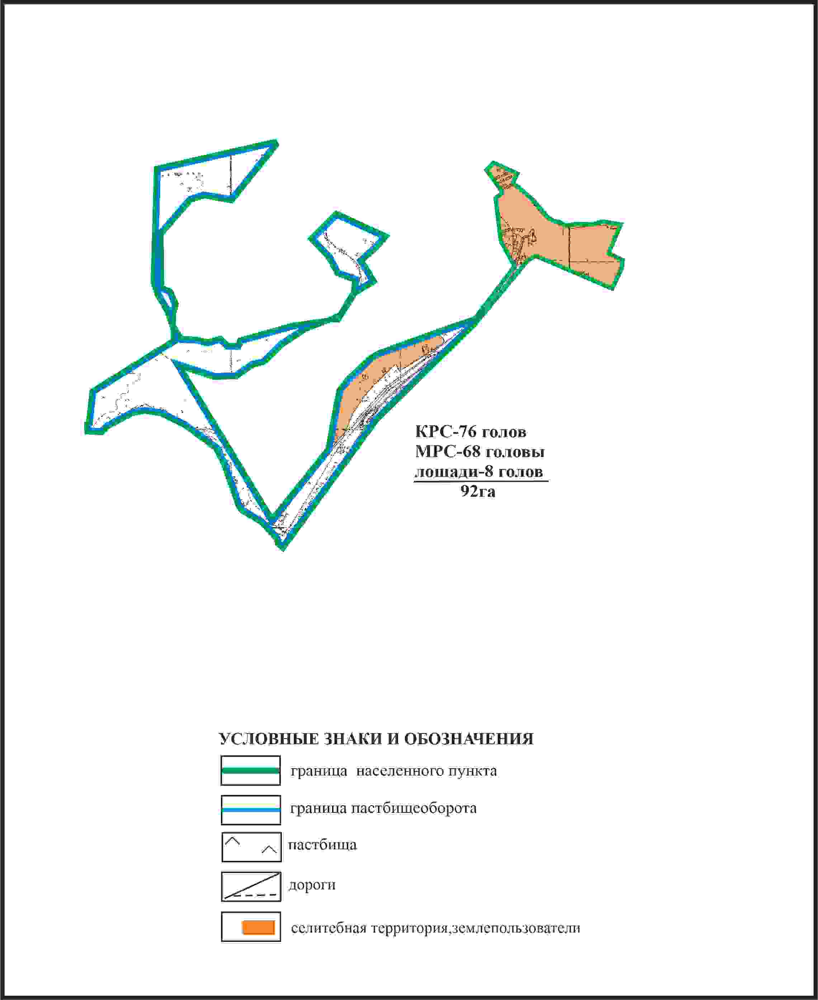 КРС-76 голов
МРС-68 головы
лошади-8 голов
92га
УСЛОВНЫЕ ЗНАКИ И ОБОЗНАЧЕНИЯ
граница населенного пункта
граница пастбищеоборота
пастбища
дороги
селитебная территория,землепользователи